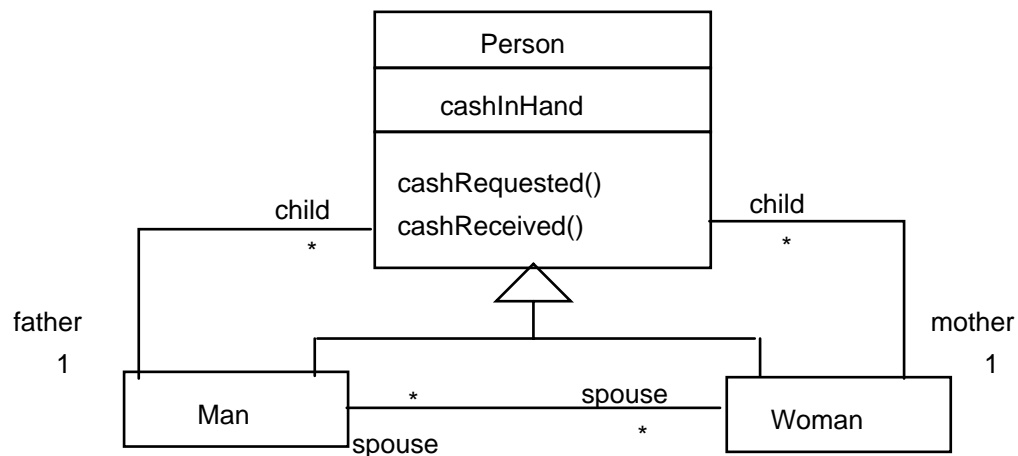 Person
cashInHand
cashRequested()
cashReceived()
child
*
child
*
father
1
mother
1
Man
*
spouse
spouse
*
Woman